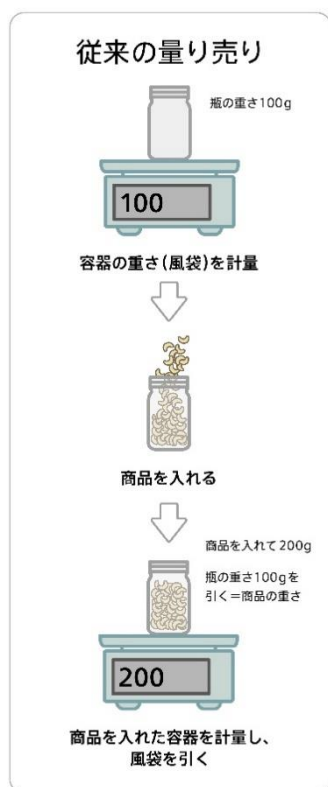 従来の量り売り
瓶の重さ100g
100
容器の重さ(風袋)を計量
商品を入れる
商品を入れて200g
瓶の重さ100gを
引く=商品の重さ
200
商品を入れた容器を計量し、
風袋を引く